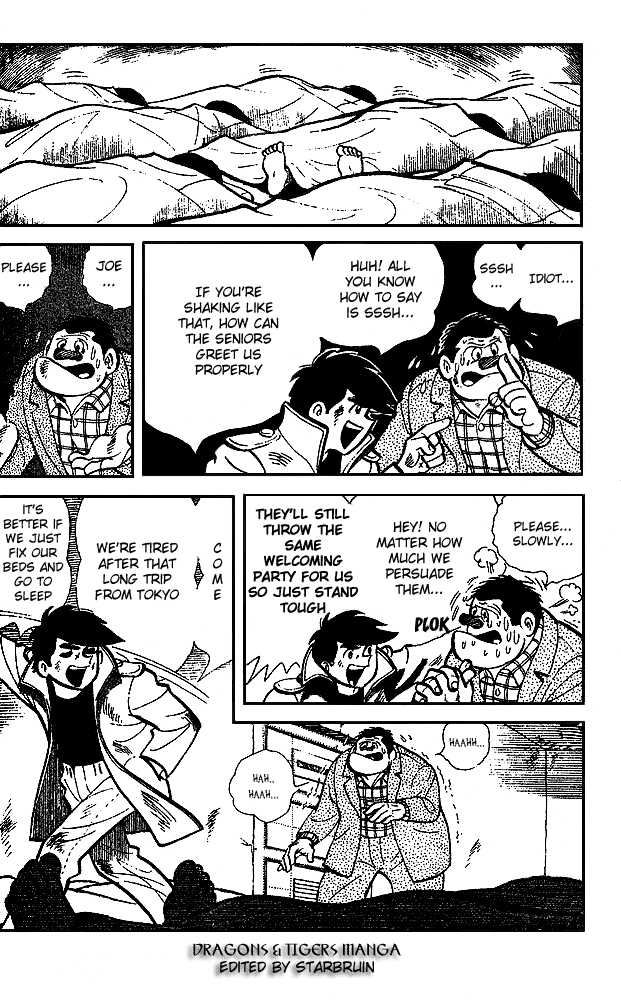 SSSH
...
IDIOT...
HUH! ALL
YOU KNOW
HOW TO SAY
IS SSSH...
IF YOU'RE
SHAKING LIKE
THAT, HOW CAN
THE SENIORS
GREET US
PROPERLY
JOE
...
PLEASE
...
PLEASE...
SLOWLY...
HEY! NO
MATTER HOW
MUCH WE
PERSUADE
THEM...
THEY'LL STILL
THROW THE
SAME
WELCOMING
PARTY FOR US
SO JUST STAND
TOUGH
PLOK
COME
WE'RE TIRED
AFTER THAT
LONG TRIP
FROM TOKYO
IT'S
BETTER IF
WE JUST
FIX OUR
BEDS AND
GO TO
SLEEP
HAAHH...
HAH..
HAAH...
DRAGONS & TIGERS MANGA
EDITED BY STARBRUIN